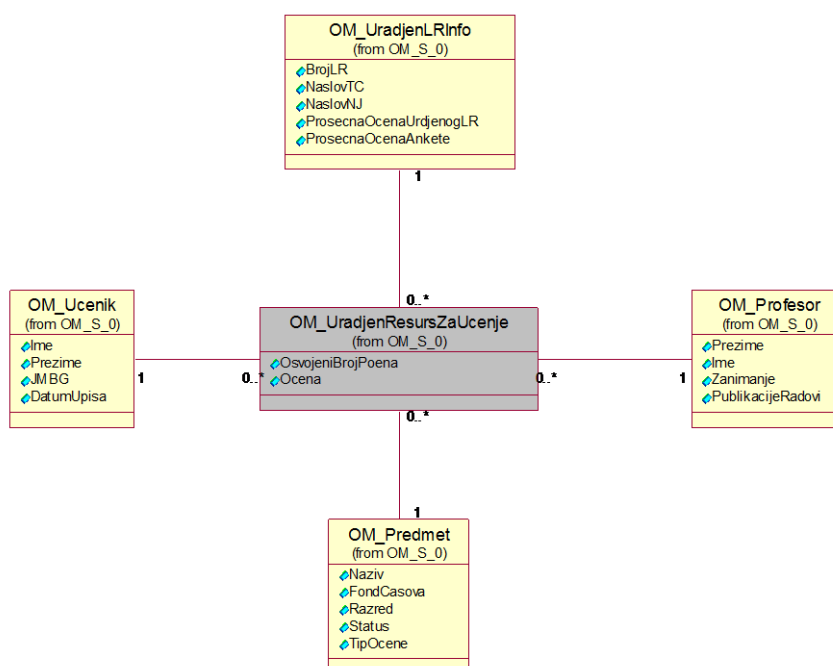 OM_UradjenLRInfo
(from OM_S_0)
BrojLR
NaslovTC
NaslovNJ
ProsecnaOcenaUrdjenogLR
ProsecnaOcenaAnkete
1
0..*
OM_Ucenik
(from OM_S_0)
Ime
Prezime
JMBG
DatumUpisa
1
0..*
OM_UradjenResursZaUcenje
(from OM_S_0)
OsvojeniBrojPoena
Ocena
0..*
1
OM_Profesor
(from OM_S_0)
Prezime
Ime
Zanimanje
PublikacijeRadovi
0..*
1
OM_Predmet
(from OM_S_0)
Naziv
FondCasova
Razred
Status
TipOcene